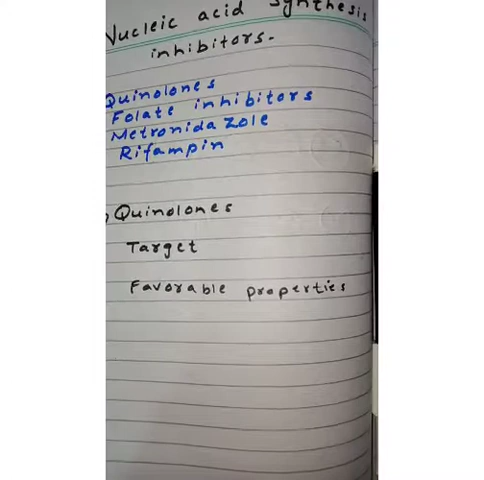 Nucleic acid synthesis
inhibitors-
Quinolones
Folate inhibitors
Metronidazole
Rifampin
Quinolones
Target
Favorable properties